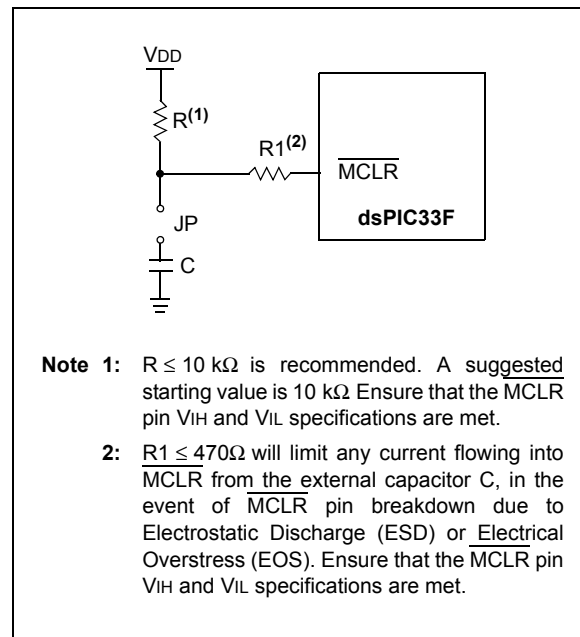 VDD
R(1)
R1(2)
MCLR
dsPIC33F
JP
C
Note 1: R ≤ 10 kΩ is recommended. A suggested
starting value is 10 kΩ Ensure that the MCLR
pin VIH and VIL specifications are met.
2: R1 ≤ 470Ω will limit any current flowing into
MCLR from the external capacitor C, in the
event of MCLR pin breakdown due to
Electrostatic Discharge (ESD) or Electrical
Overstress (EOS). Ensure that the MCLR pin
VIH and VIL specifications are met.